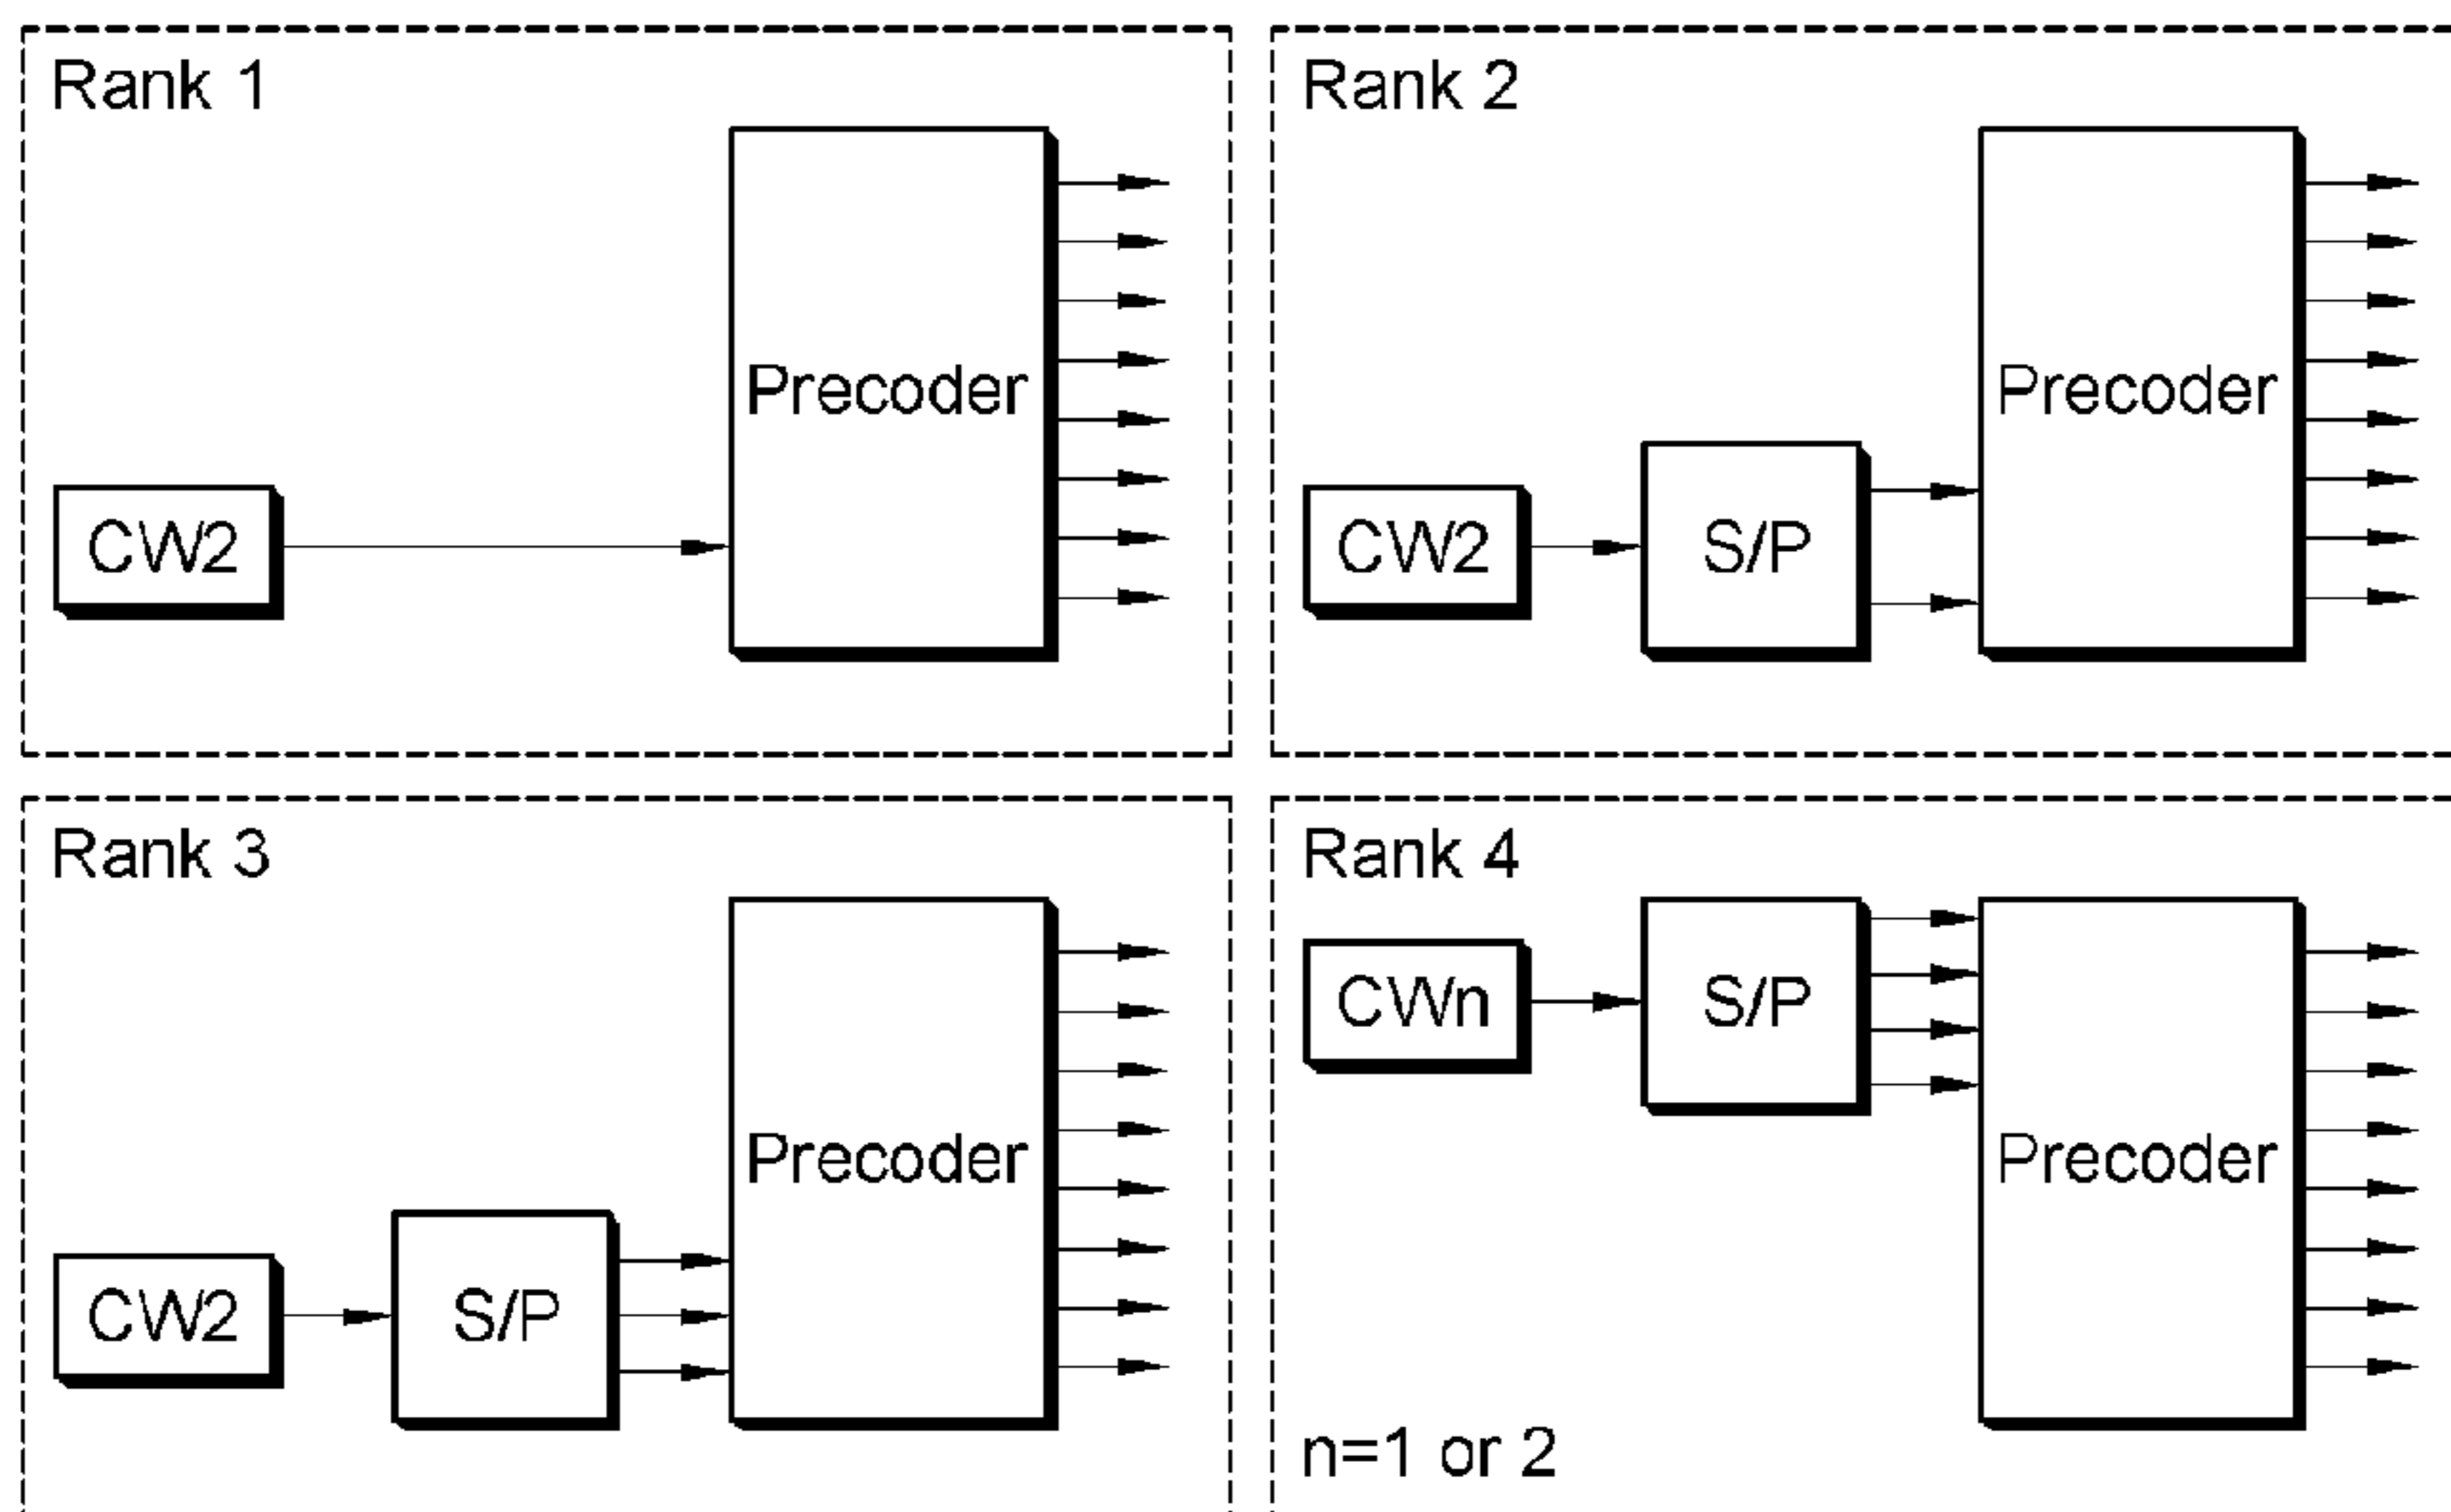 Rank 1
Precoder
CW2
Rank 2
Precoder
CW2
S/P
Rank 3
Precoder
CW2
S/P
Rank 4
CWn
S/P
Precoder
n=1 or 2